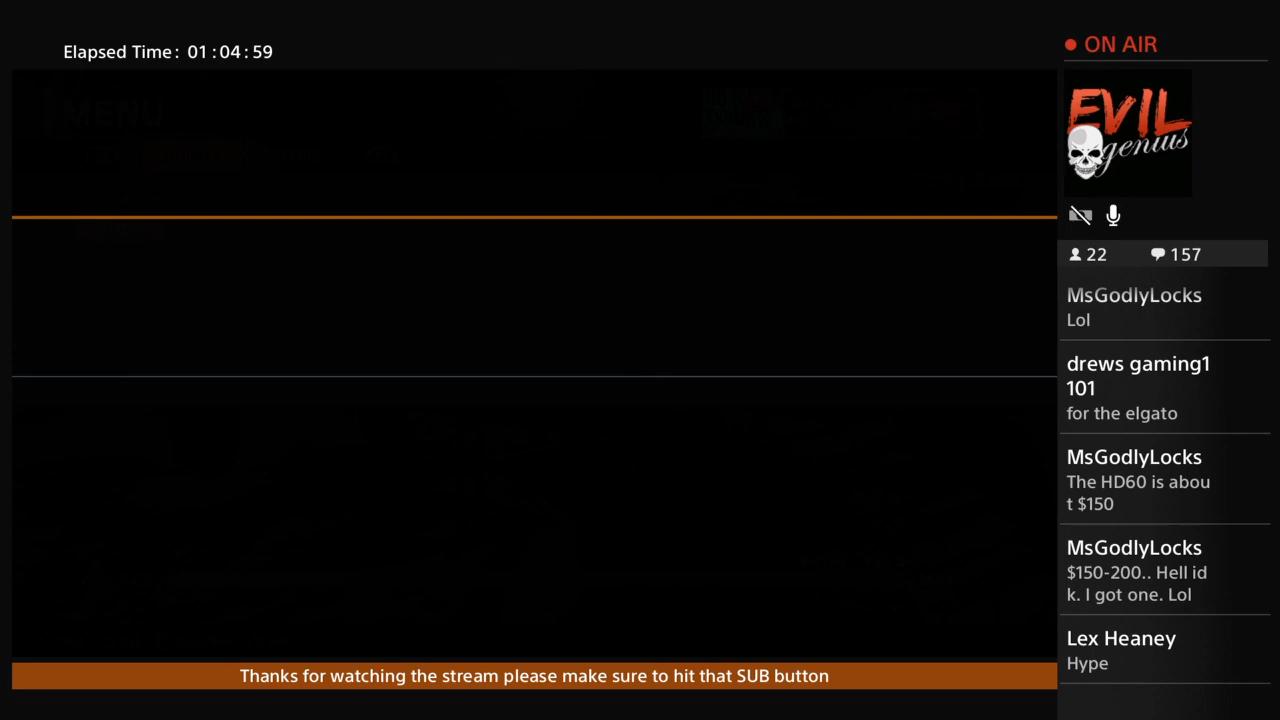 Elapsed Time: 01:04:59
MENU
ON AIR
EVIL
genius
22
157
MsGodlyLocks
Lol
drews gaming1
101
for the elgato
MsGodlyLocks
The HD60 is abou
t $150
MsGodlyLocks
$150-200.. Hell id
k. I got one. Lol
Lex Heaney
Hype
Thanks for watching the stream please make sure to hit that SUB button